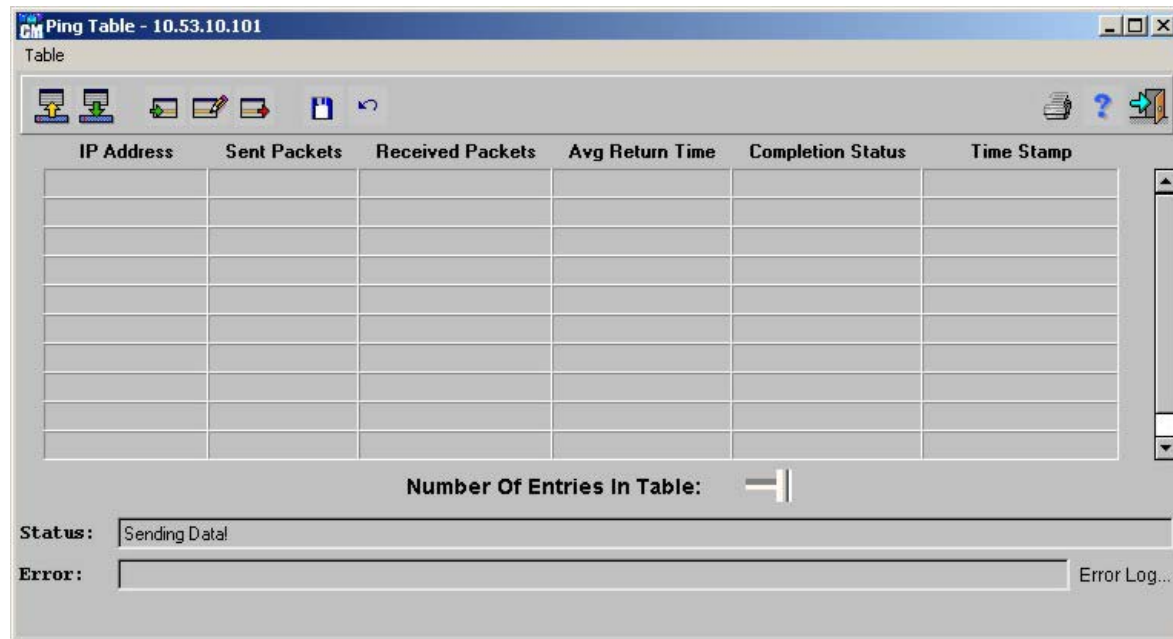 CM Ping Table - 10.53.10.101
Table
IP Address Sent Packets Received Packets Avg Return Time Completion Status Time Stamp
Number Of Entries In Table:
Status: Sending Data!
Error: Error Log...